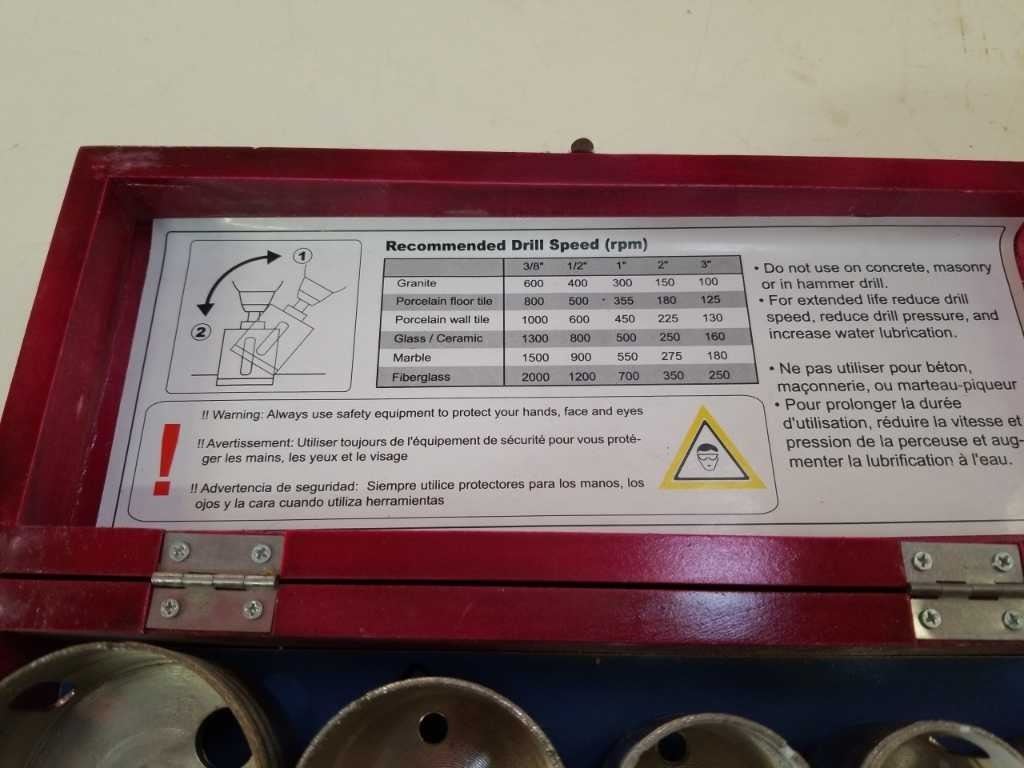 1
2
Recommended Drill Speed (rpm)
3/8" 1/2" 1" 2" 3"
Granite 600 400 300 150 100
Porcelain floor tile 800 500 355 180 125
Porcelain wall tile 1000 600 450 225 130
Glass / Ceramic 1300 800 500 250 160
Marble 1500 900 550 275 180
Fiberglass 2000 1200 700 350 250
• Do not use on concrete, masonry
or in hammer drill.
• For extended life reduce drill
speed, reduce drill pressure, and
increase water lubrication.
• Ne pas utiliser pour béton,
maçonnerie, ou marteau-piqueur
• Pour prolonger la durée
d'utilisation, réduire la vitesse et
pression de la perceuse et aug-
menter la lubrification à l'eau.
!
!! Warning: Always use safety equipment to protect your hands, face and eyes
!! Avertissement: Utiliser toujours de l'équipement de sécurité pour vous proté-
ger les mains, les yeux et le visage
!! Advertencia de seguridad: Siempre utilice protectores para los manos, los
ojos y la cara cuando utiliza herramientas